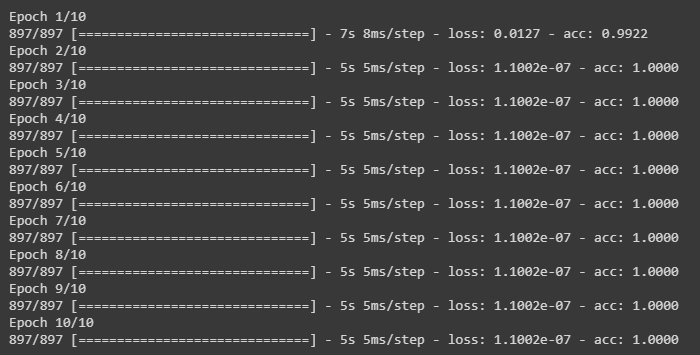 Epoch 1/10
897/897 [==============================] - 7s 8ms/step - loss: 0.0127 - acc: 0.9922
Epoch 2/10
897/897 [==============================] - 5s 5ms/step - loss: 1.1002e-07 - acc: 1.0000
Epoch 3/10
897/897 [==============================] - 5s 5ms/step - loss: 1.1002e-07 - acc: 1.0000
Epoch 4/10
897/897 [==============================] - 5s 5ms/step - loss: 1.1002e-07 - acc: 1.0000
Epoch 5/10
897/897 [==============================] - 5s 5ms/step - loss: 1.1002e-07 - acc: 1.0000
Epoch 6/10
897/897 [==============================] - 5s 5ms/step - loss: 1.1002e-07 - acc: 1.0000
Epoch 7/10
897/897 [==============================] - 5s 5ms/step - loss: 1.1002e-07 - acc: 1.0000
Epoch 8/10
897/897 [==============================] - 5s 5ms/step - loss: 1.1002e-07 - acc: 1.0000
Epoch 9/10
897/897 [==============================] - 5s 5ms/step - loss: 1.1002e-07 - acc: 1.0000
Epoch 10/10
897/897 [==============================] - 5s 5ms/step - loss: 1.1002e-07 - acc: 1.0000